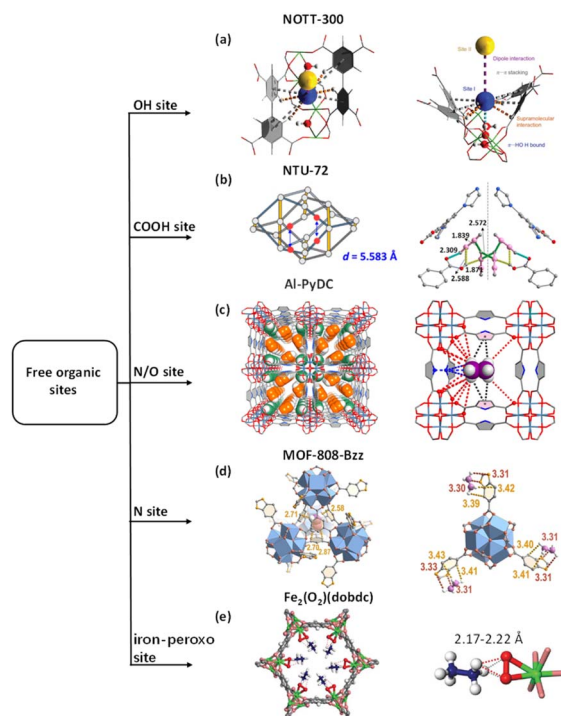 NOTT-300
(a)
Site II
Dipole interaction
π–π stacking
Site I
Supramolecular
interaction
π–HO H bound
OH site
NTU-72
(b)
COOH site
d = 5.583 Å
2.572
1.839
2.309
1.871
2.588
Al-PyDC
(c)
Free organic
sites
N/O site
MOF-808-Bzz
(d)
2.71
2.58
2.70
2.87
3.31
3.30
3.42
3.39
3.31
3.40
3.43
3.33
3.41
3.41
3.31
3.31
N site
Fe2(O2)(dobdc)
(e)
iron-peroxo
site
2.17-2.22 Å